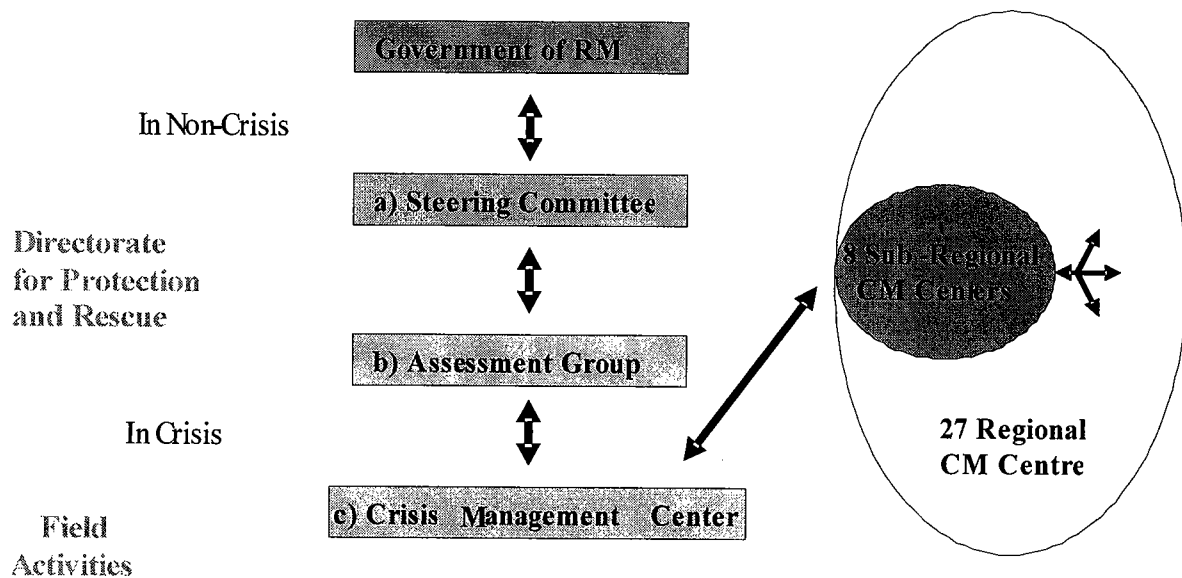 Government of RM
In Non-Crisis
a) Steering Committee
Directorate
for Protection
and Rescue
8 Sub-Regional
CM Centers
b) Assessment Group
In Crisis
27 Regional
CM Centre
c) Crisis Management Center
Field
Activities